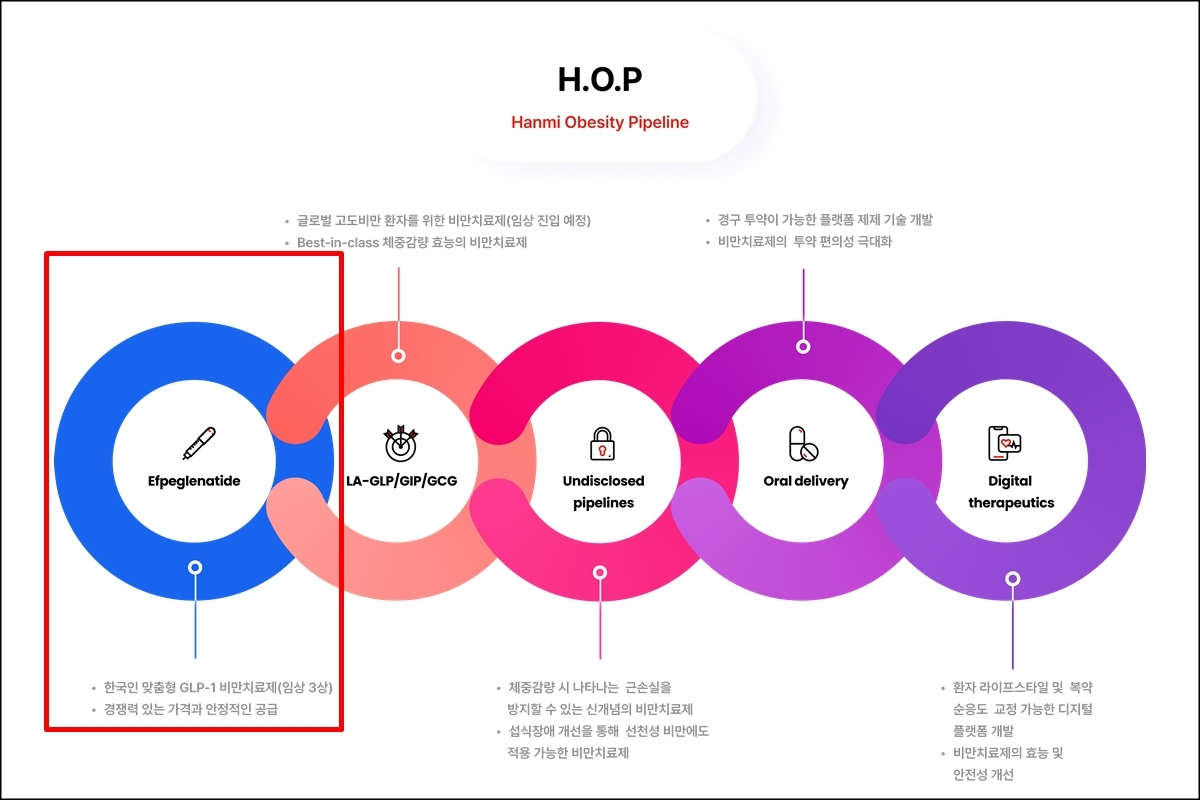 H.O.P
Hanmi Obesity Pipeline
• 글로벌 고도비만 환자를 위한 비만치료제(임상 진입 예정)
• Best-in-class 체중감량 효능의 비만치료제
• 경구 투약이 가능한 플랫폼 제제 기술 개발
• 비만치료제의 투약 편의성 극대화
Efpeglenatide
LA-GLP/GIP/GCG
Undisclosed
pipelines
Oral delivery
Digital
therapeutics
• 한국인 맞춤형 GLP-1 비만치료제(임상 3상)
• 경쟁력 있는 가격과 안정적인 공급
• 체중감량 시 나타나는 근손실을
방지할 수 있는 신개념의 비만치료제
• 섭식장애 개선을 통해 선천성 비만에도
적용 가능한 비만치료제
• 환자 라이프스타일 및 복약
순응도 교정 가능한 디지털
플랫폼 개발
• 비만치료제의 효능 및
안전성 개선